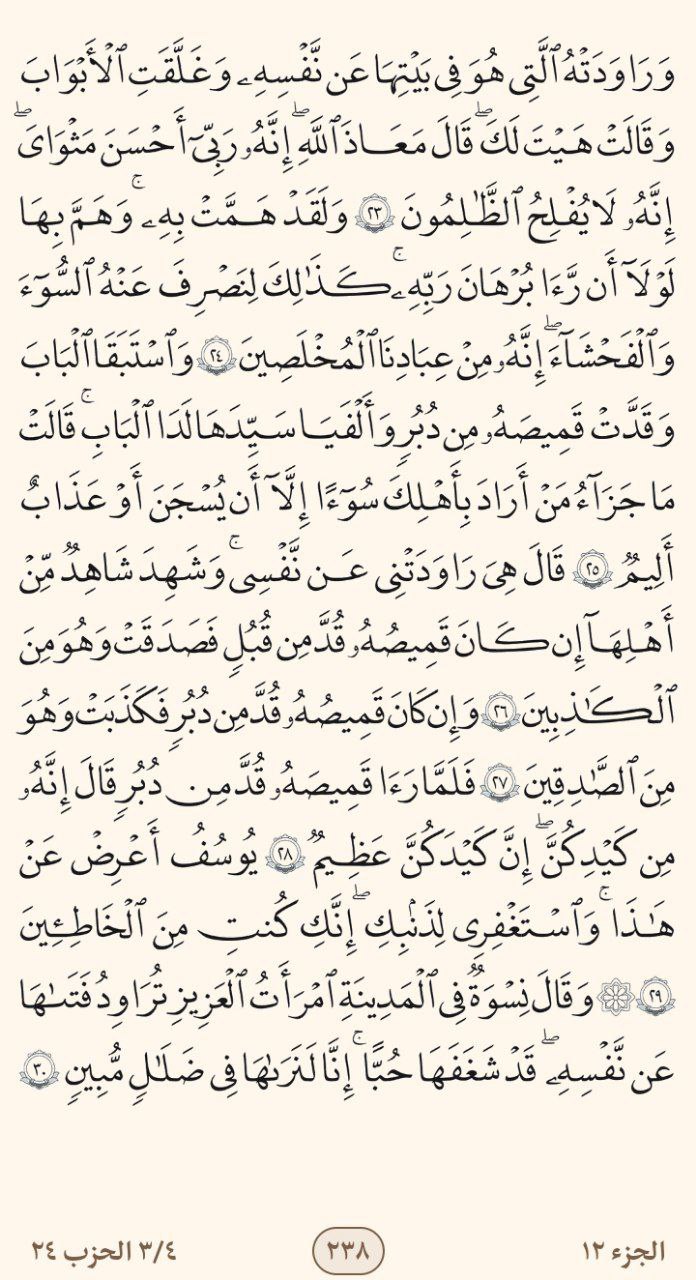 وَرَٰوَدَتْهُ ٱلَّتِى هُوَ فِى بَيْتِهَا عَن نَّفْسِهِۦ وَغَلَّقَتِ ٱلْأَبْوَٰبَ
وَقَالَتْ هَيْتَ لَكَ ۖ قَالَ مَعَاذَ ٱللَّهِ ۖ إِنَّهُۥ رَبِّىٓ أَحْسَنَ مَثْوَاىَ ۖ
إِنَّهُۥ لَا يُفْلِحُ ٱلظَّـٰلِمُونَ ٢٣ وَلَقَدْ هَمَّتْ بِهِۦ ۖ وَهَمَّ بِهَا
لَوْلَآ أَن رَّءَا بُرْهَـٰنَ رَبِّهِۦ ۚ كَذَٰلِكَ لِنَصْرِفَ عَنْهُ ٱلسُّوٓءَ
وَٱلْفَحْشَآءَ ۖ إِنَّهُۥ مِنْ عِبَادِنَا ٱلْمُخْلَصِينَ ٢٤ وَٱسْتَبَقَا ٱلْبَابَ
وَقَدَّتْ قَمِيصَهُۥ مِن دُبُرٍ وَأَلْفَيَا سَيِّدَهَا لَدَا ٱلْبَابِ ۚ قَالَتْ
مَا جَزَآءُ مَنْ أَرَادَ بِأَهْلِكَ سُوٓءًا إِلَّآ أَن يُسْجَنَ أَوْ عَذَابٌ
أَلِيمٌ ٢٥ قَالَ هِىَ رَٰوَدَتْنِى عَن نَّفْسِى ۚ وَشَهِدَ شَاهِدٌ مِّنْ
أَهْلِهَآ إِن كَانَ قَمِيصُهُۥ قُدَّ مِن قُبُلٍ فَصَدَقَتْ وَهُوَ مِنَ
ٱلْكَـٰذِبِينَ ٢٦ وَإِن كَانَ قَمِيصُهُۥ قُدَّ مِن دُبُرٍ فَكَذَبَتْ وَهُوَ
مِنَ ٱلصَّـٰدِقِينَ ٢٧ فَلَمَّا رَءَا قَمِيصَهُۥ قُدَّ مِن دُبُرٍ قَالَ إِنَّهُۥ
مِن كَيْدِكُنَّ ۖ إِنَّ كَيْدَكُنَّ عَظِيمٌ ٢٨ يُوسُفُ أَعْرِضْ عَنْ
هَـٰذَا ۚ وَٱسْتَغْفِرِى لِذَنۢبِكِ ۖ إِنَّكِ كُنتِ مِنَ ٱلْخَاطِـِٔينَ
٢٩ ۞ وَقَالَ نِسْوَةٌ فِى ٱلْمَدِينَةِ ٱمْرَأَتُ ٱلْعَزِيزِ تُرَٰوِدُ فَتَىٰهَا
عَن نَّفْسِهِۦ ۖ قَدْ شَغَفَهَا حُبًّا ۚ إِنَّا لَنَرَىٰهَا فِى ضَلَـٰلٍ مُّبِينٍ ٣٠
الجزء ١٢ ٢٣٨ ٣/٤ الحزب ٢٤